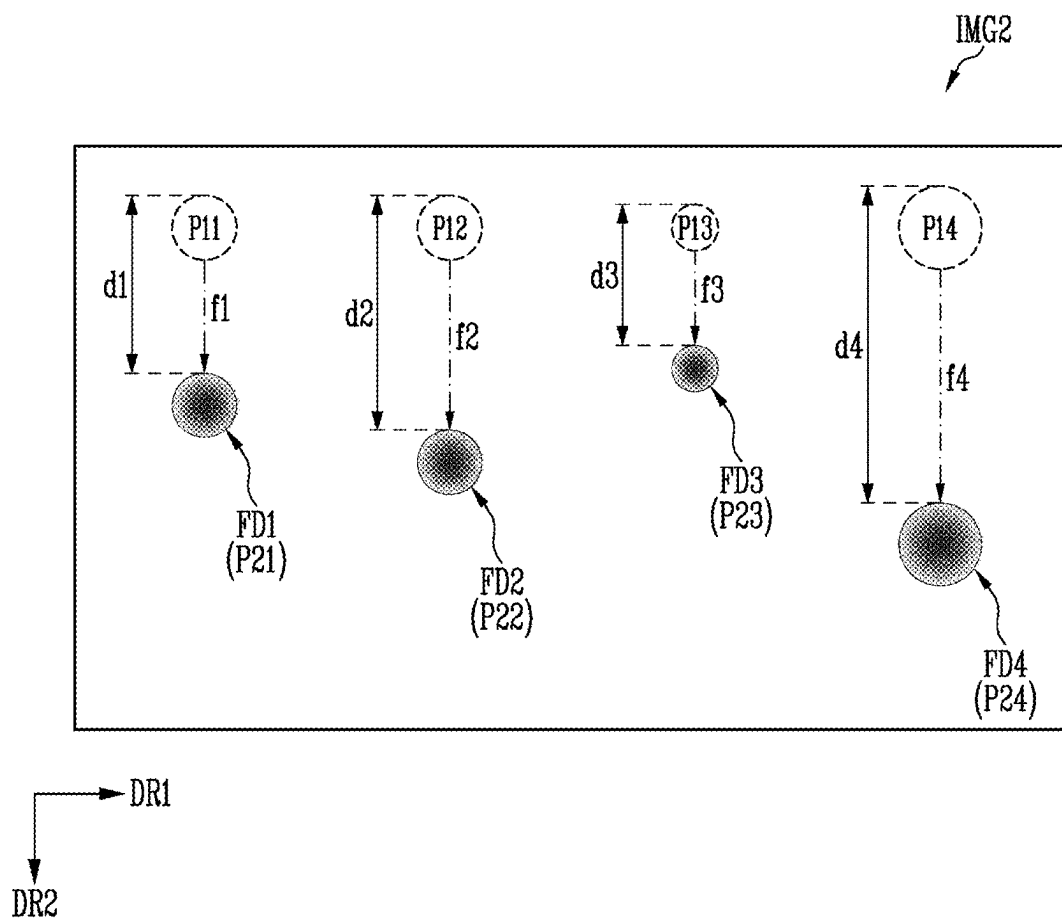 IMG2
P11
P12
P13
P14
d1
f1
d2
f2
d3
f3
d4
f4
FD1
(P21)
FD2
(P22)
FD3
(P23)
FD4
(P24)
DR1
DR2